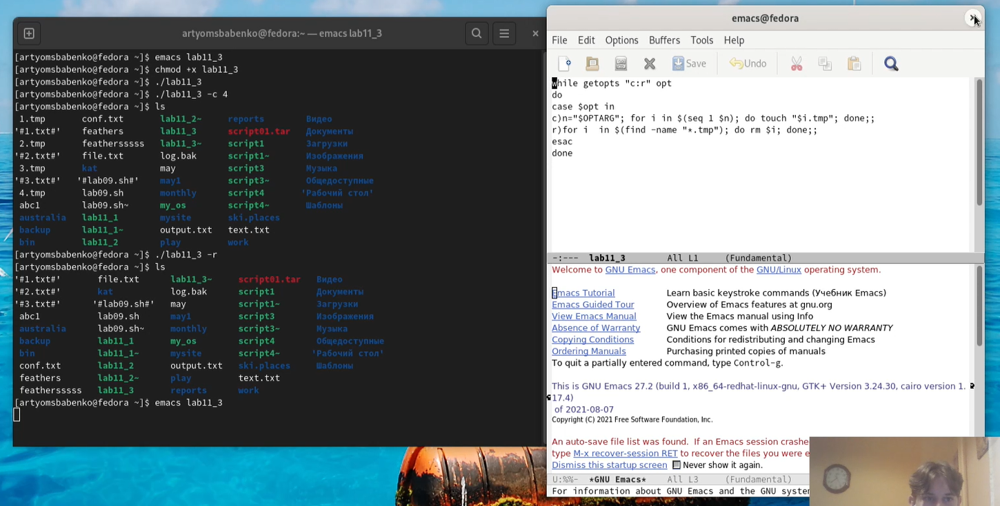 artyomsbabenko@fedora:~ — emacs lab11_3
[artyomsbabenko@fedora ~]$ emacs lab11_3
[artyomsbabenko@fedora ~]$ chmod +x lab11_3
[artyomsbabenko@fedora ~]$ ./lab11_3
[artyomsbabenko@fedora ~]$ ./lab11_3 -c 4
[artyomsbabenko@fedora ~]$ ls
1.tmp conf.txt lab11_2~ reports Видео
'#1.txt#' feathers lab11_3 script01.tar Документы
2.tmp feathersssss lab11_3~ script1 Загрузки
'#2.txt#' file.txt log.bak script1~ Изображения
3.tmp kat may script3 Музыка
'#3.txt#' '#lab09.sh#' may1 script3~ Общедоступные
4.tmp lab09.sh monthly script4 'Рабочий стол'
abc1 lab09.sh~ my_os script4~ Шаблоны
australia lab11_1 mysite ski.places
backup lab11_1~ output.txt text.txt
bin lab11_2 play work
[artyomsbabenko@fedora ~]$ ./lab11_3 -r
[artyomsbabenko@fedora ~]$ ls
'#1.txt#' file.txt lab11_3~ script01.tar Видео
'#2.txt#' kat log.bak script1 Документы
'#3.txt#' '#lab09.sh#' may script1~ Загрузки
abc1 lab09.sh may1 script3 Изображения
australia lab09.sh~ monthly script3~ Музыка
backup lab11_1 my_os script4 Общедоступные
bin lab11_1~ mysite script4~ 'Рабочий стол'
conf.txt lab11_2 output.txt ski.places Шаблоны
feathers lab11_2~ play text.txt
feathersssss lab11_3 reports work
[artyomsbabenko@fedora ~]$ emacs lab11_3
emacs@fedora
File Edit Options Buffers Tools Help
Save Undo
while getopts "c:r" opt
do
case $opt in
c)n="$OPTARG"; for i in $(seq 1 $n); do touch "$i.tmp"; done;;
r)for i  in $(find -name "*.tmp"); do rm $i; done;;
esac
done
-:--- lab11_3 All L1 (Fundamental)
Welcome to GNU Emacs, one component of the GNU/Linux operating system.
Emacs Tutorial Learn basic keystroke commands (Учебник Emacs)
Emacs Guided Tour Overview of Emacs features at gnu.org
View Emacs Manual View the Emacs manual using Info
Absence of Warranty GNU Emacs comes with ABSOLUTELY NO WARRANTY
Copying Conditions Conditions for redistributing and changing Emacs
Ordering Manuals Purchasing printed copies of manuals
To quit a partially entered command, type Control-g.
This is GNU Emacs 27.2 (build 1, x86_64-redhat-linux-gnu, GTK+ Version 3.24.30, cairo version 1.
17.4)
of 2021-08-07
Copyright (C) 2021 Free Software Foundation, Inc.
An auto-save file list was found. If an Emacs session crashe
type M-x recover-session RET to recover the files you were e
Dismiss this startup screen Never show it again.
U:%%- *GNU Emacs* All L3 (Fundamental)
For information about GNU Emacs and the GNU system